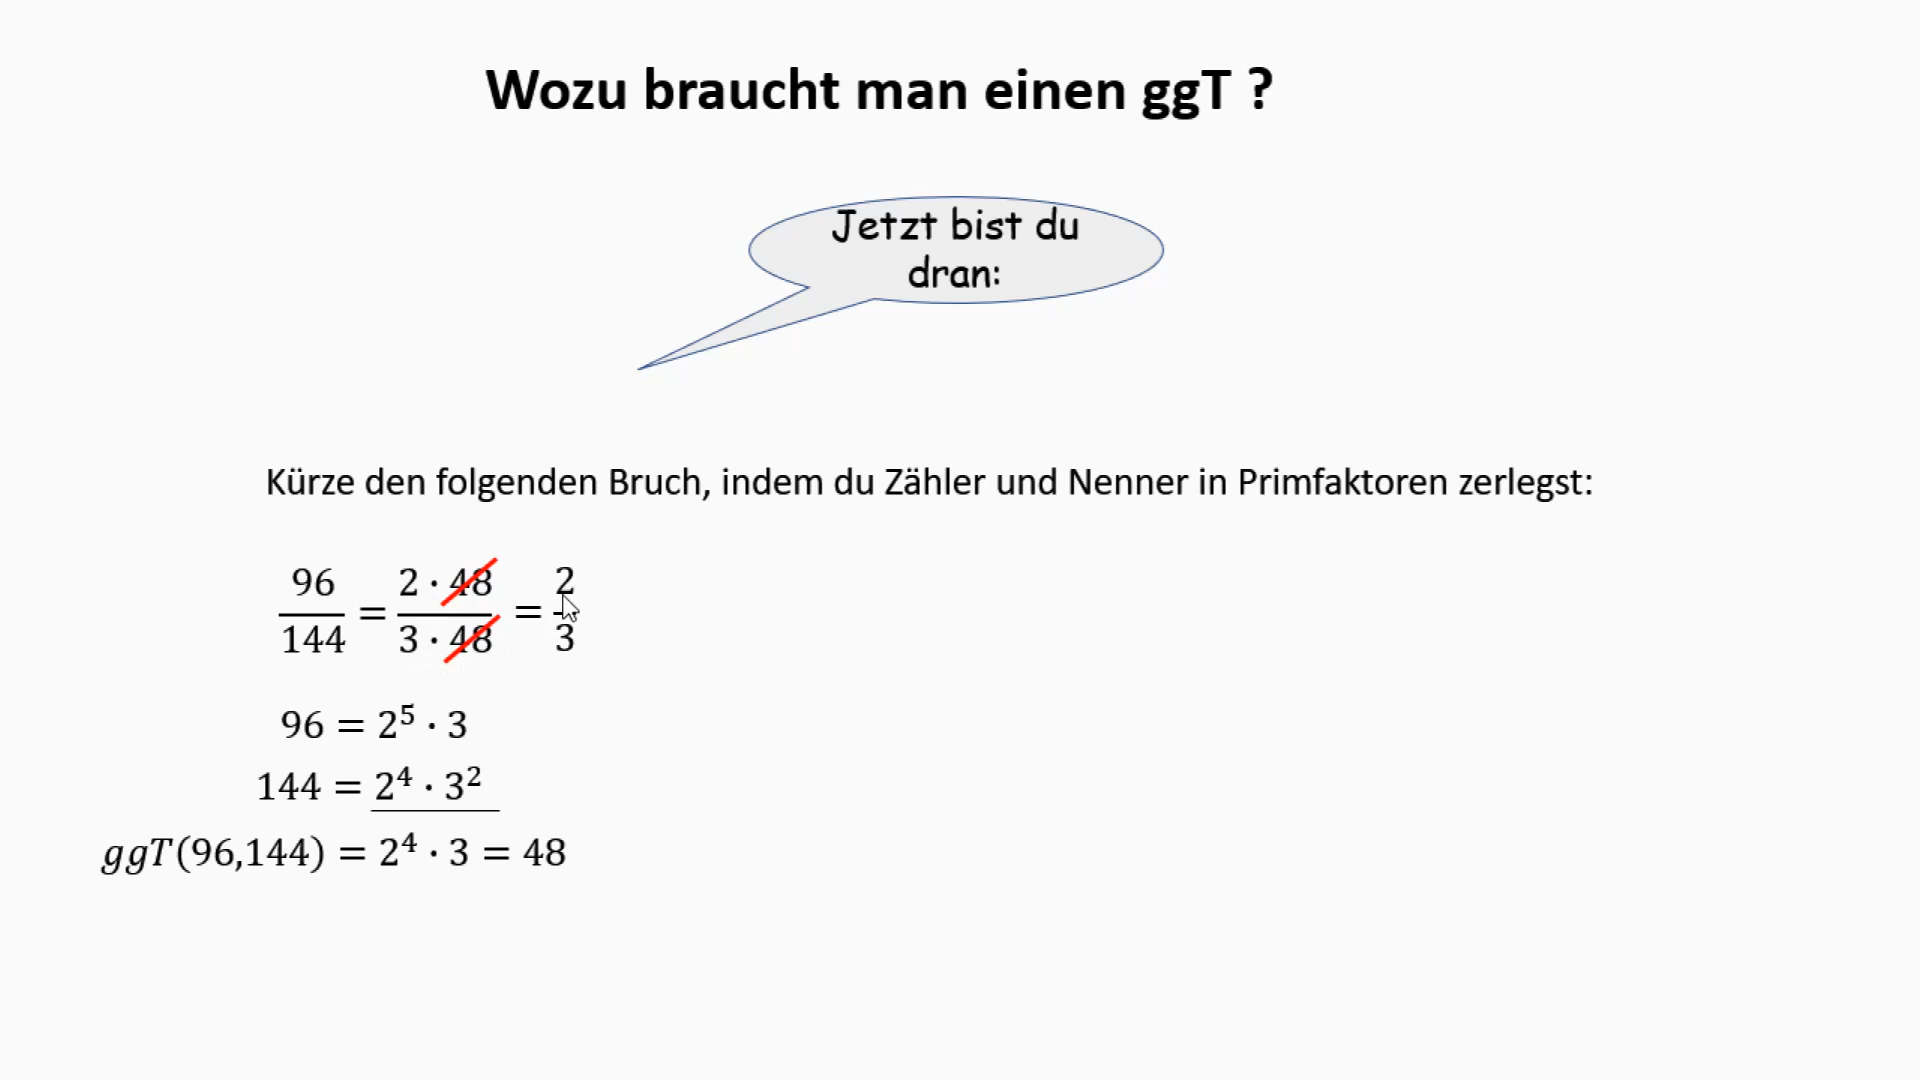 Wozu braucht man einen ggT ?
Jetzt bist du
dran:
Kürze den folgenden Bruch, indem du Zähler und Nenner in Primfaktoren zerlegst:
96/144 = 2 · 48/3 · 48 = 2/3
96 = 2⁵ · 3
144 = 2⁴ · 3²
ggT(96,144) = 2⁴ · 3 = 48